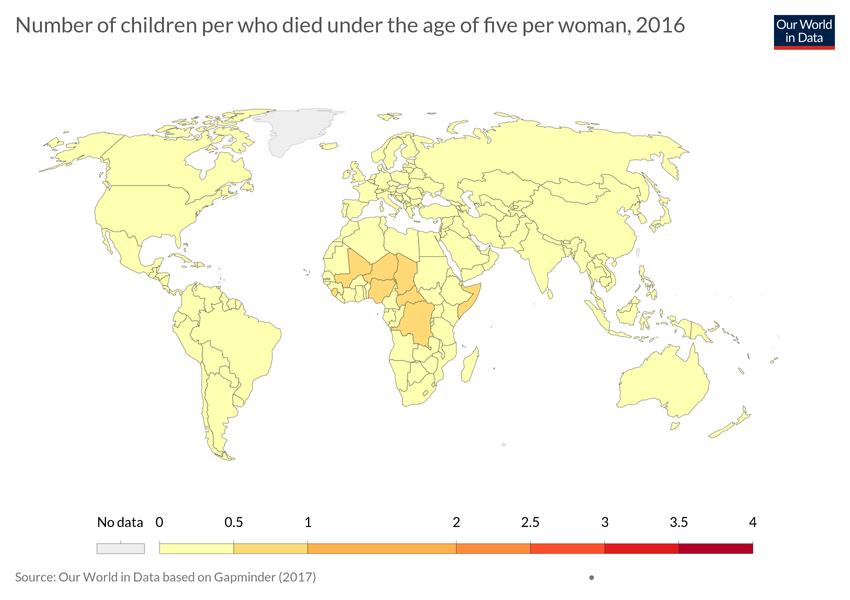 Number of children per who died under the age of five per woman, 2016
Our World
in Data
No data 0 0.5 1 2 2.5 3 3.5 4
Source: Our World in Data based on Gapminder (2017)